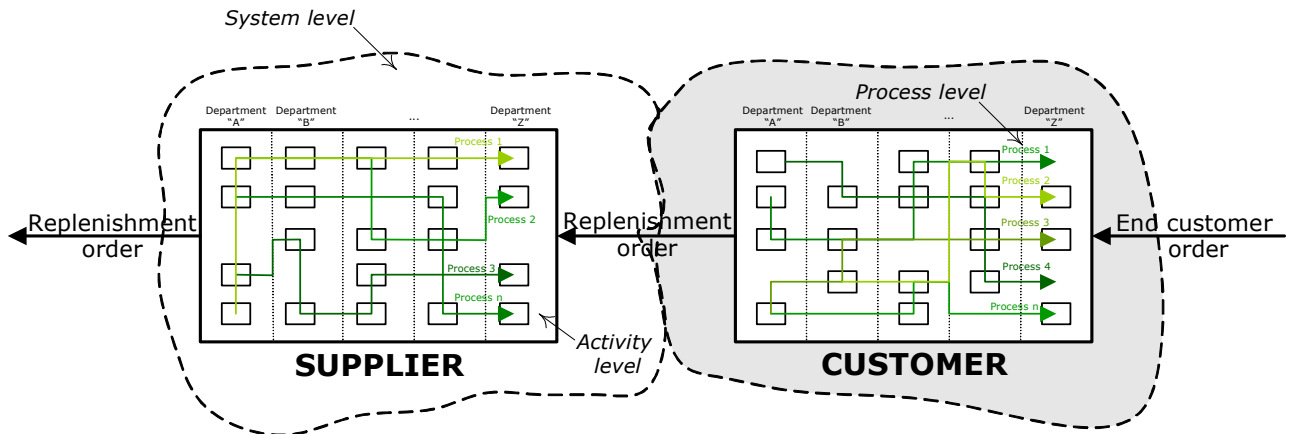 System level
Process level
Department
"A"
Department
"B"
...
Department
"Z"
Department
"A"
Department
"B"
...
Department
"Z"
Process 1
Process 2
Process 3
Process n
Process 1
Process 2
Process 3
Process 4
Process n
Replenishment
order
Replenishment
order
End customer
order
Activity
level
SUPPLIER
CUSTOMER